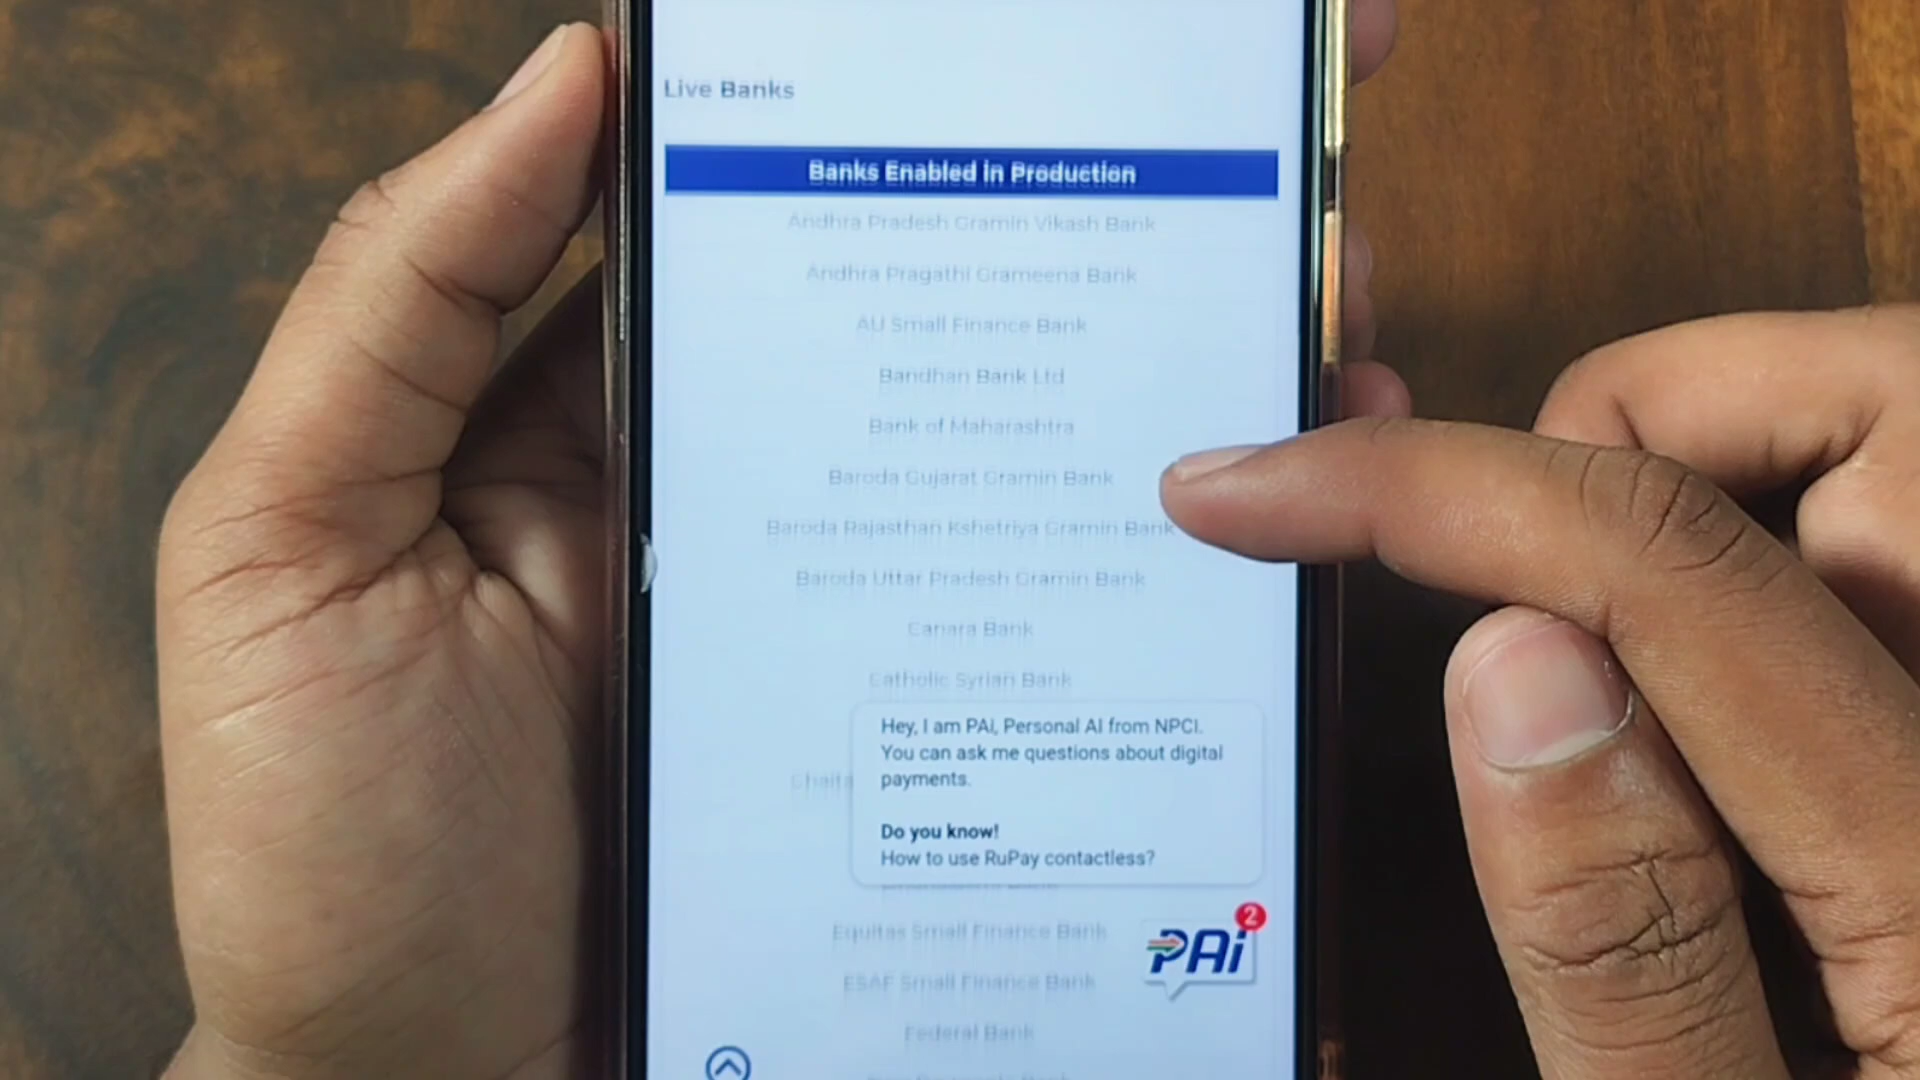 Live Banks
Banks Enabled in Production
Andhra Pradesh Gramin Vikash Bank
Andhra Pragathi Grameena Bank
AU Small Finance Bank
Bandhan Bank Ltd
Bank of Maharashtra
Baroda Gujarat Gramin Bank
Baroda Rajasthan Kshetriya Gramin Bank
Baroda Uttar Pradesh Gramin Bank
Canara Bank
Catholic Syrian Bank
Hey, I am PAi, Personal AI from NPCI.
You can ask me questions about digital
payments.
Do you know!
How to use RuPay contactless?
Equitas Small Finance Bank
2
PAi
ESAF Small Finance Bank
Federal Bank